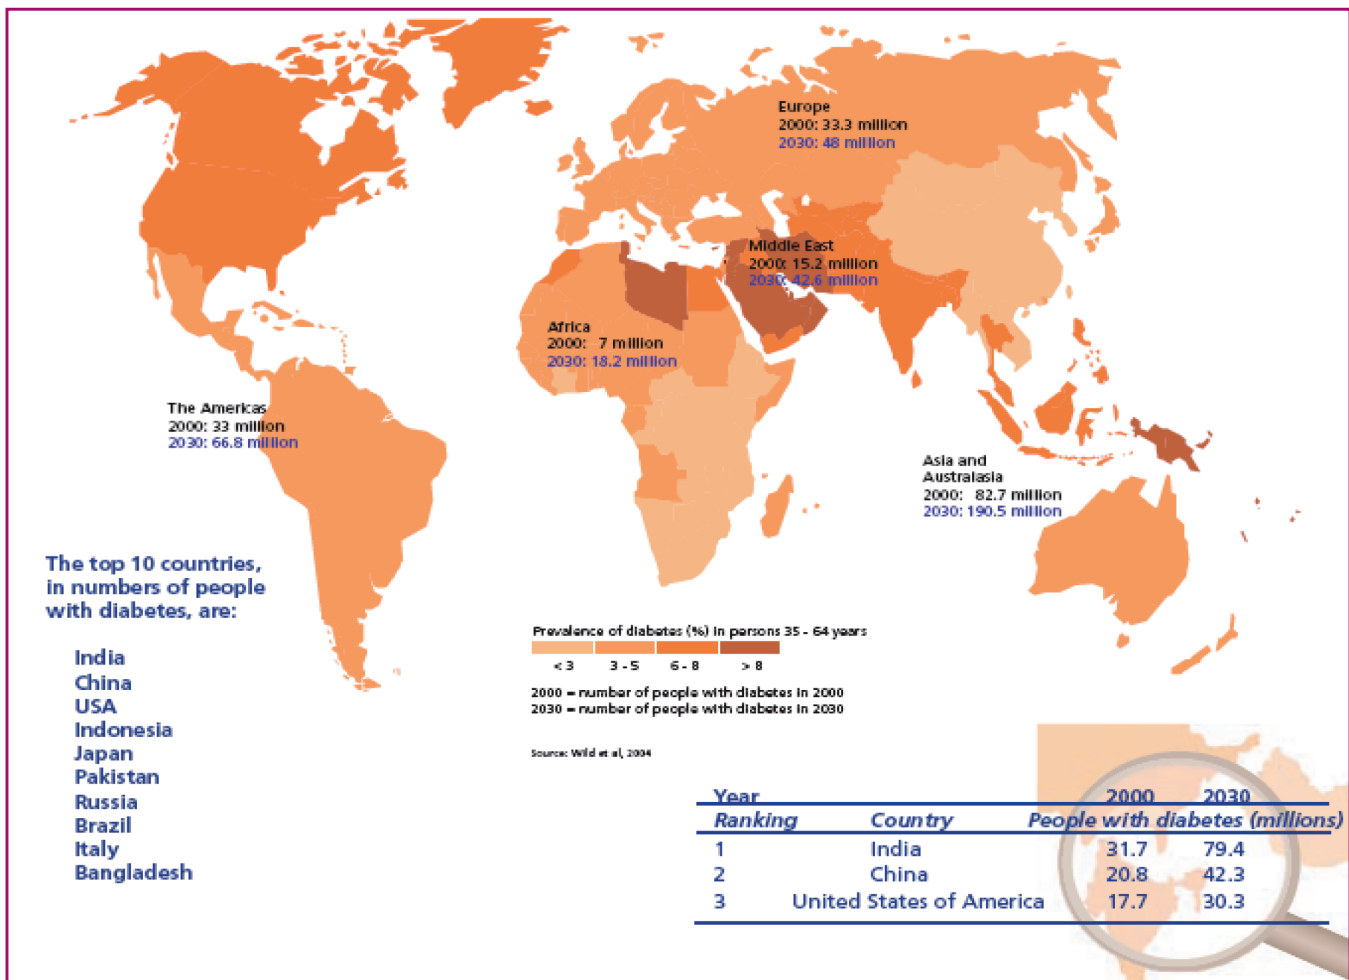 Europe
2000: 33.3 million
2030: 48 million
Middle East
2000: 15.2 million
2030: 42.6 million
Africa
2000: 7 million
2030: 18.2 million
The Americas
2000: 33 million
2030: 66.8 million
Asia and
Australasia
2000: 82.7 million
2030: 190.5 million
The top 10 countries,
in numbers of people
with diabetes, are:
India
China
USA
Indonesia
Japan
Pakistan
Russia
Brazil
Italy
Bangladesh
Prevalence of diabetes (%) in persons 35 - 64 years
< 3 3 - 5 6 - 8 > 8
2000 = number of people with diabetes in 2000
2030 = number of people with diabetes in 2030
Source: Wild et al, 2004
Year 2000 2030
Ranking Country People with diabetes (millions)
1 India 31.7 79.4
2 China 20.8 42.3
3 United States of America 17.7 30.3